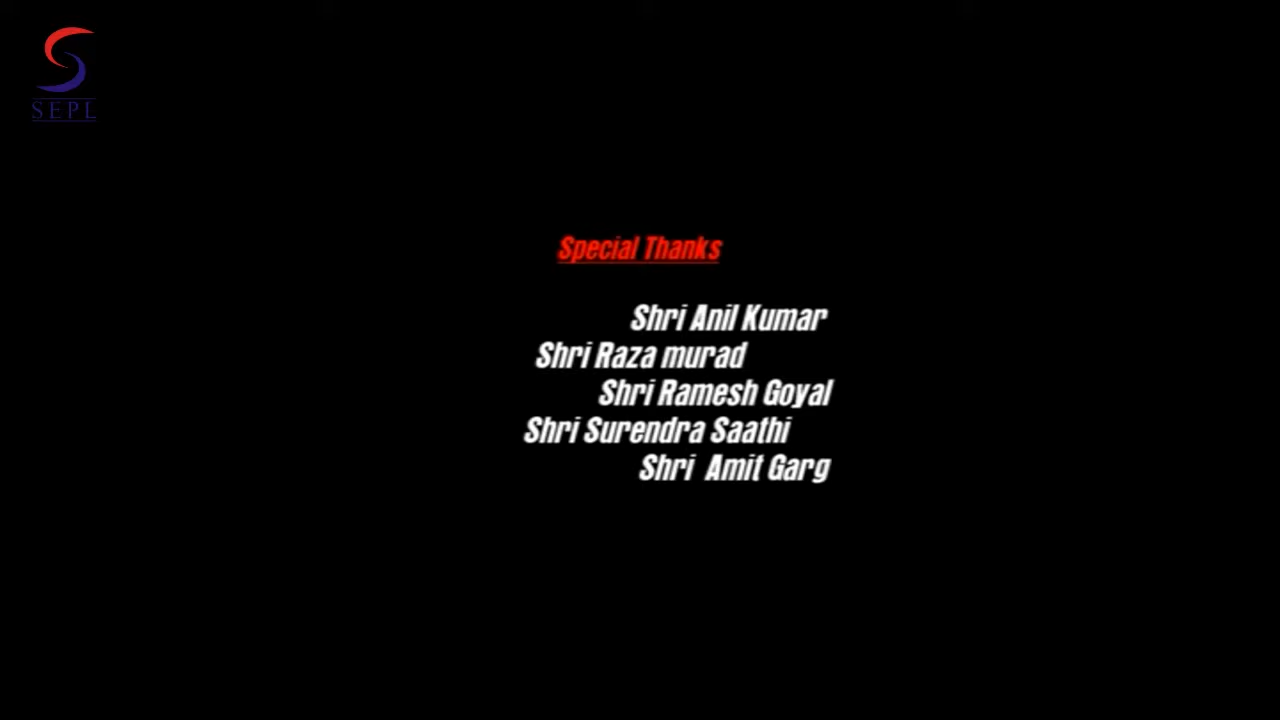 SEPL
Special Thanks
Shri Anil Kumar
Shri Raza murad
Shri Ramesh Goyal
Shri Surendra Saathi
Shri Amit Garg